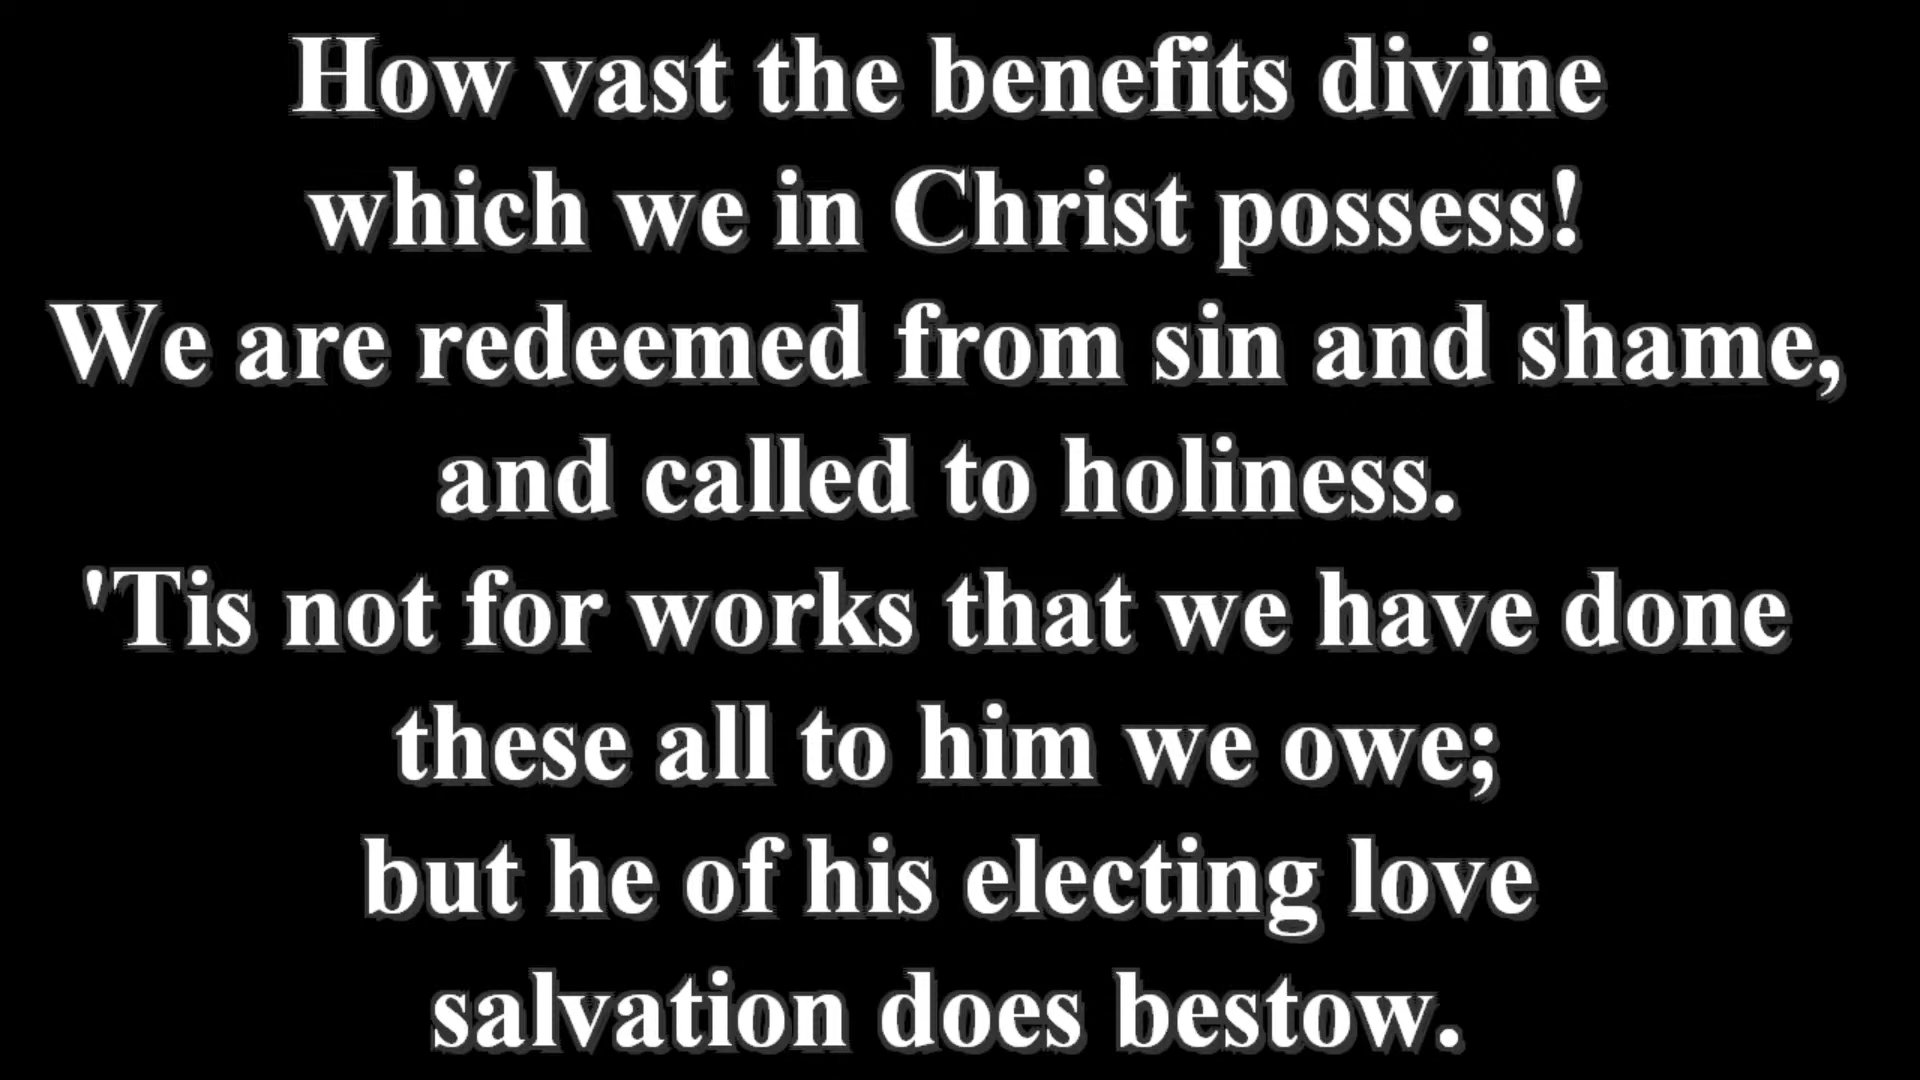 How vast the benefits divine
which we in Christ possess!
We are redeemed from sin and shame,
and called to holiness.
'Tis not for works that we have done
these all to him we owe;
but he of his electing love
salvation does bestow.